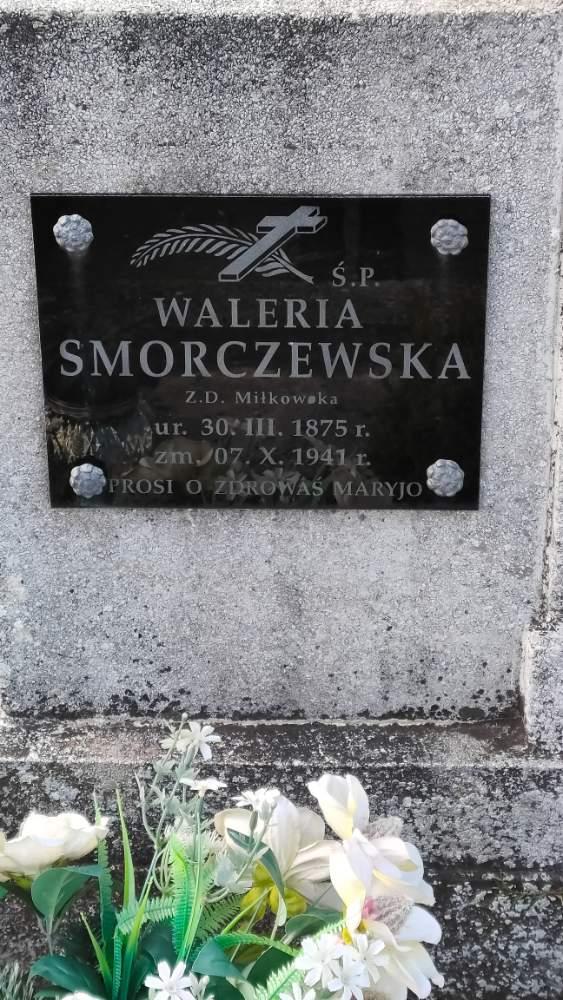 Ś.P.
WALERIA
SMORCZEWSKA
Z.D. Miłkowska
ur. 30. III. 1875 r.
zm. 07. X. 1941 r.
PROSI O ZDROWAŚ MARYJO